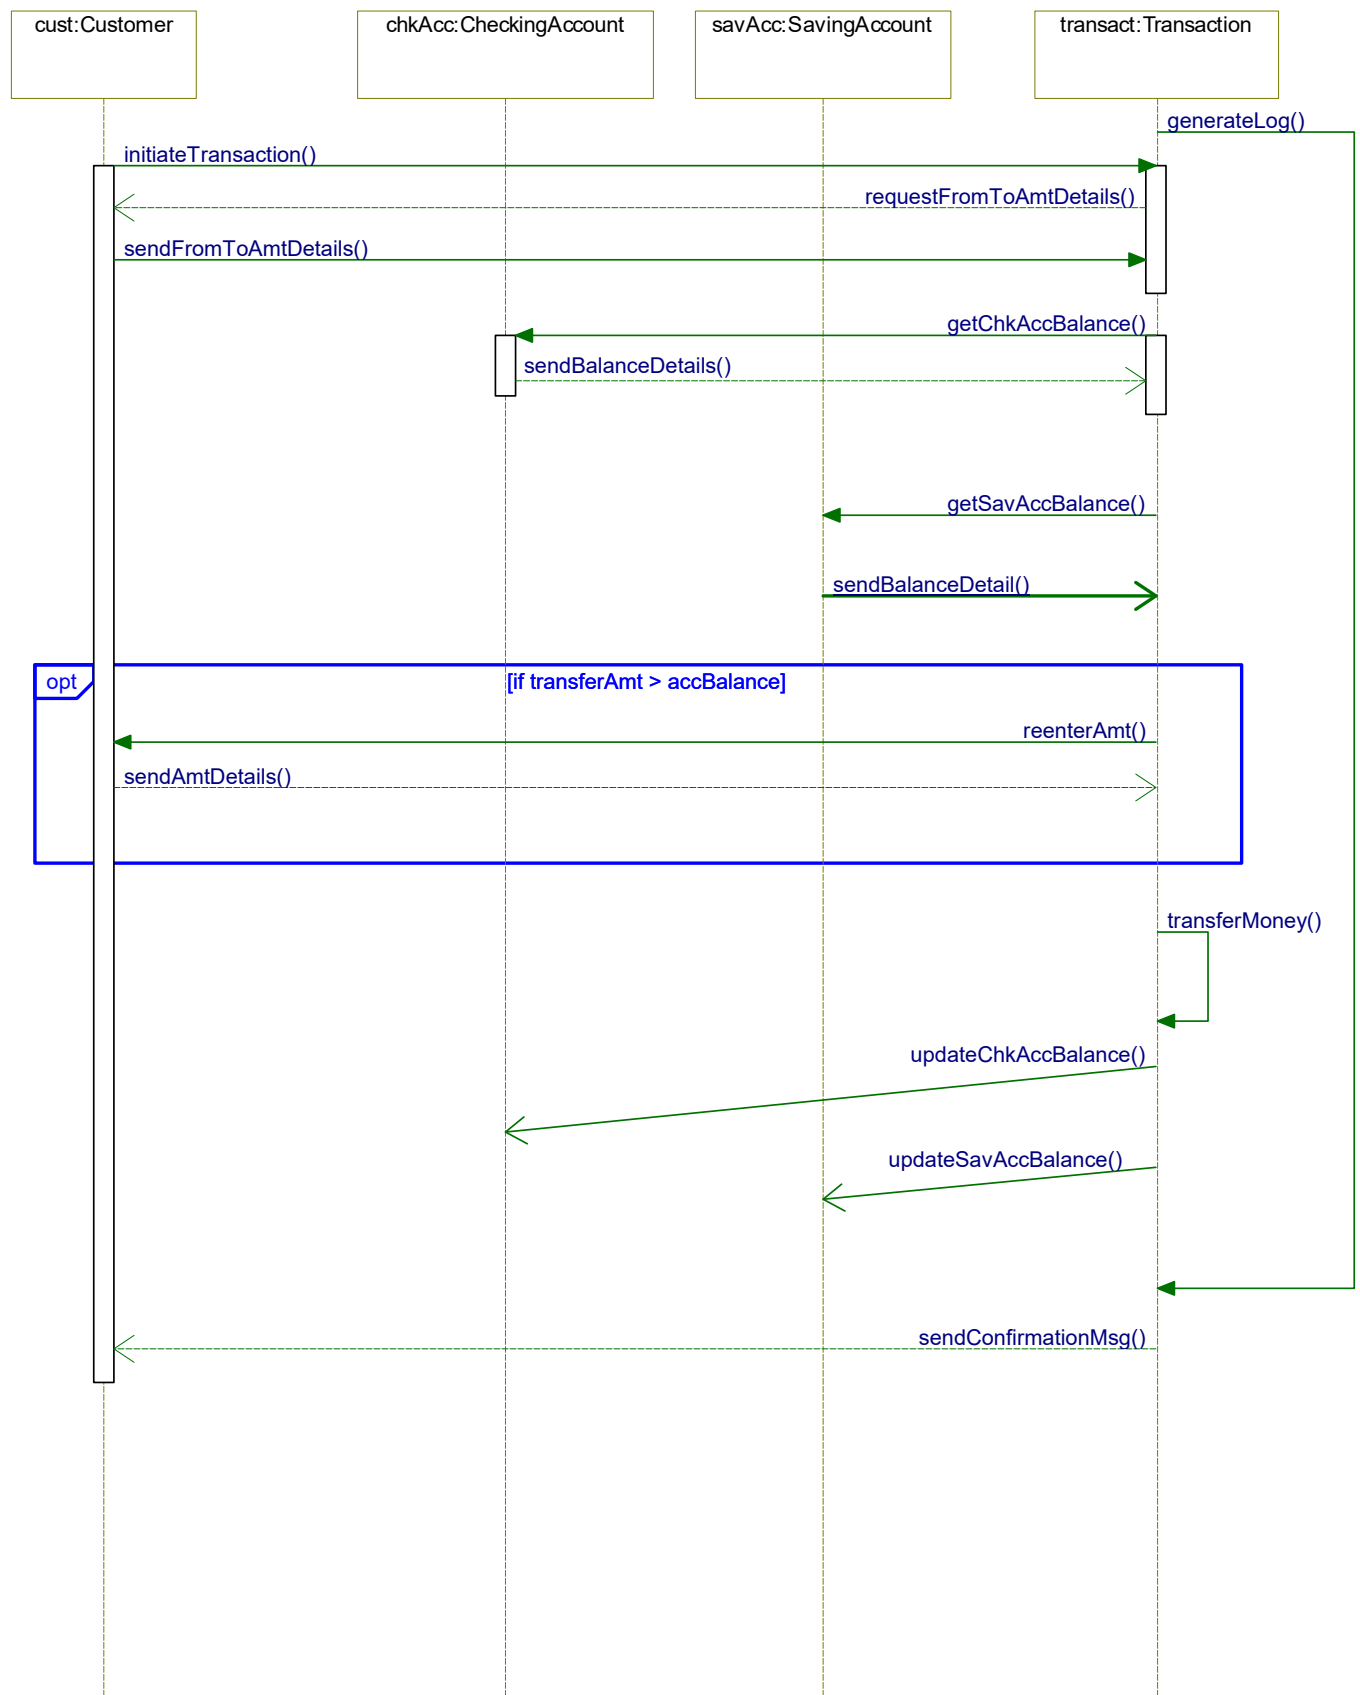 cust:Customer
chkAcc:CheckingAccount
savAcc:SavingAccount
transact:Transaction
generateLog()
initiateTransaction()
requestFromToAmtDetails()
sendFromToAmtDetails()
getChkAccBalance()
sendBalanceDetails()
getSavAccBalance()
sendBalanceDetail()
opt
[if transferAmt > accBalance]
reenterAmt()
sendAmtDetails()
transferMoney()
updateChkAccBalance()
updateSavAccBalance()
sendConfirmationMsg()